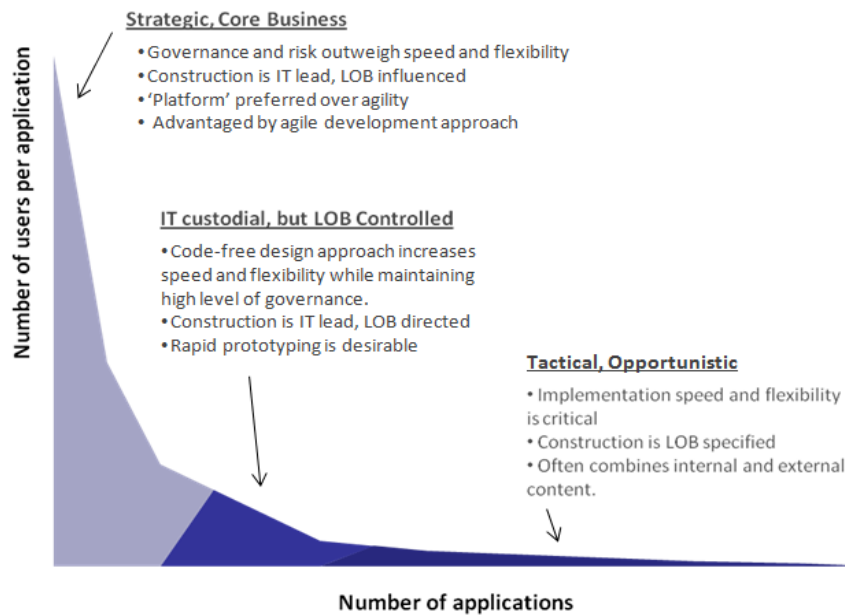 Strategic, Core Business
• Governance and risk outweigh speed and flexibility
• Construction is IT lead, LOB influenced
• 'Platform' preferred over agility
• Advantaged by agile development approach
Number of users per application
IT custodial, but LOB Controlled
• Code-free design approach increases
speed and flexibility while maintaining
high level of governance.
• Construction is IT lead, LOB directed
• Rapid prototyping is desirable
Tactical, Opportunistic
• Implementation speed and flexibility
is critical
• Construction is LOB specified
• Often combines internal and external
content.
Number of applications